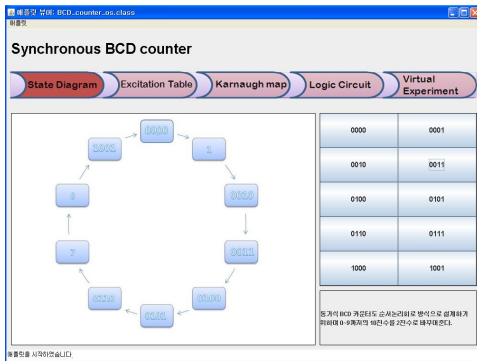 애플릿 뷰어: BCD_counter_os.class
애플릿
Synchronous BCD counter
State Diagram
Excitation Table
Karnaugh map
Logic Circuit
Virtual
Experiment
0000
1
0010
0011
0100
0101
0110
7
8
1001
0000 0001
0010 0011
0100 0101
0110 0111
1000 1001
동기식 BCD 카운터도 순서논리회로 방식으로 설계하기
위하여 0~9까지의 10진수를 2진수로 바꾸어준다.
애플릿을 시작하였습니다.